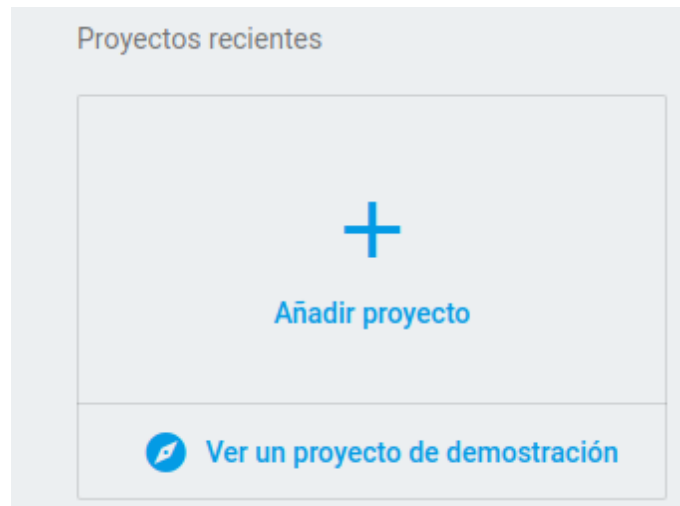 Proyectos recientes
Añadir proyecto
Ver un proyecto de demostración